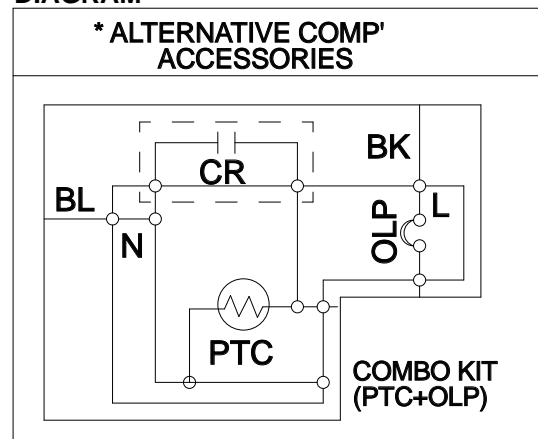 DIAGRAM
* ALTERNATIVE COMP'
ACCESSORIES
BK
CR
BL
L
OLP
N
PTC
COMBO KIT
(PTC+OLP)